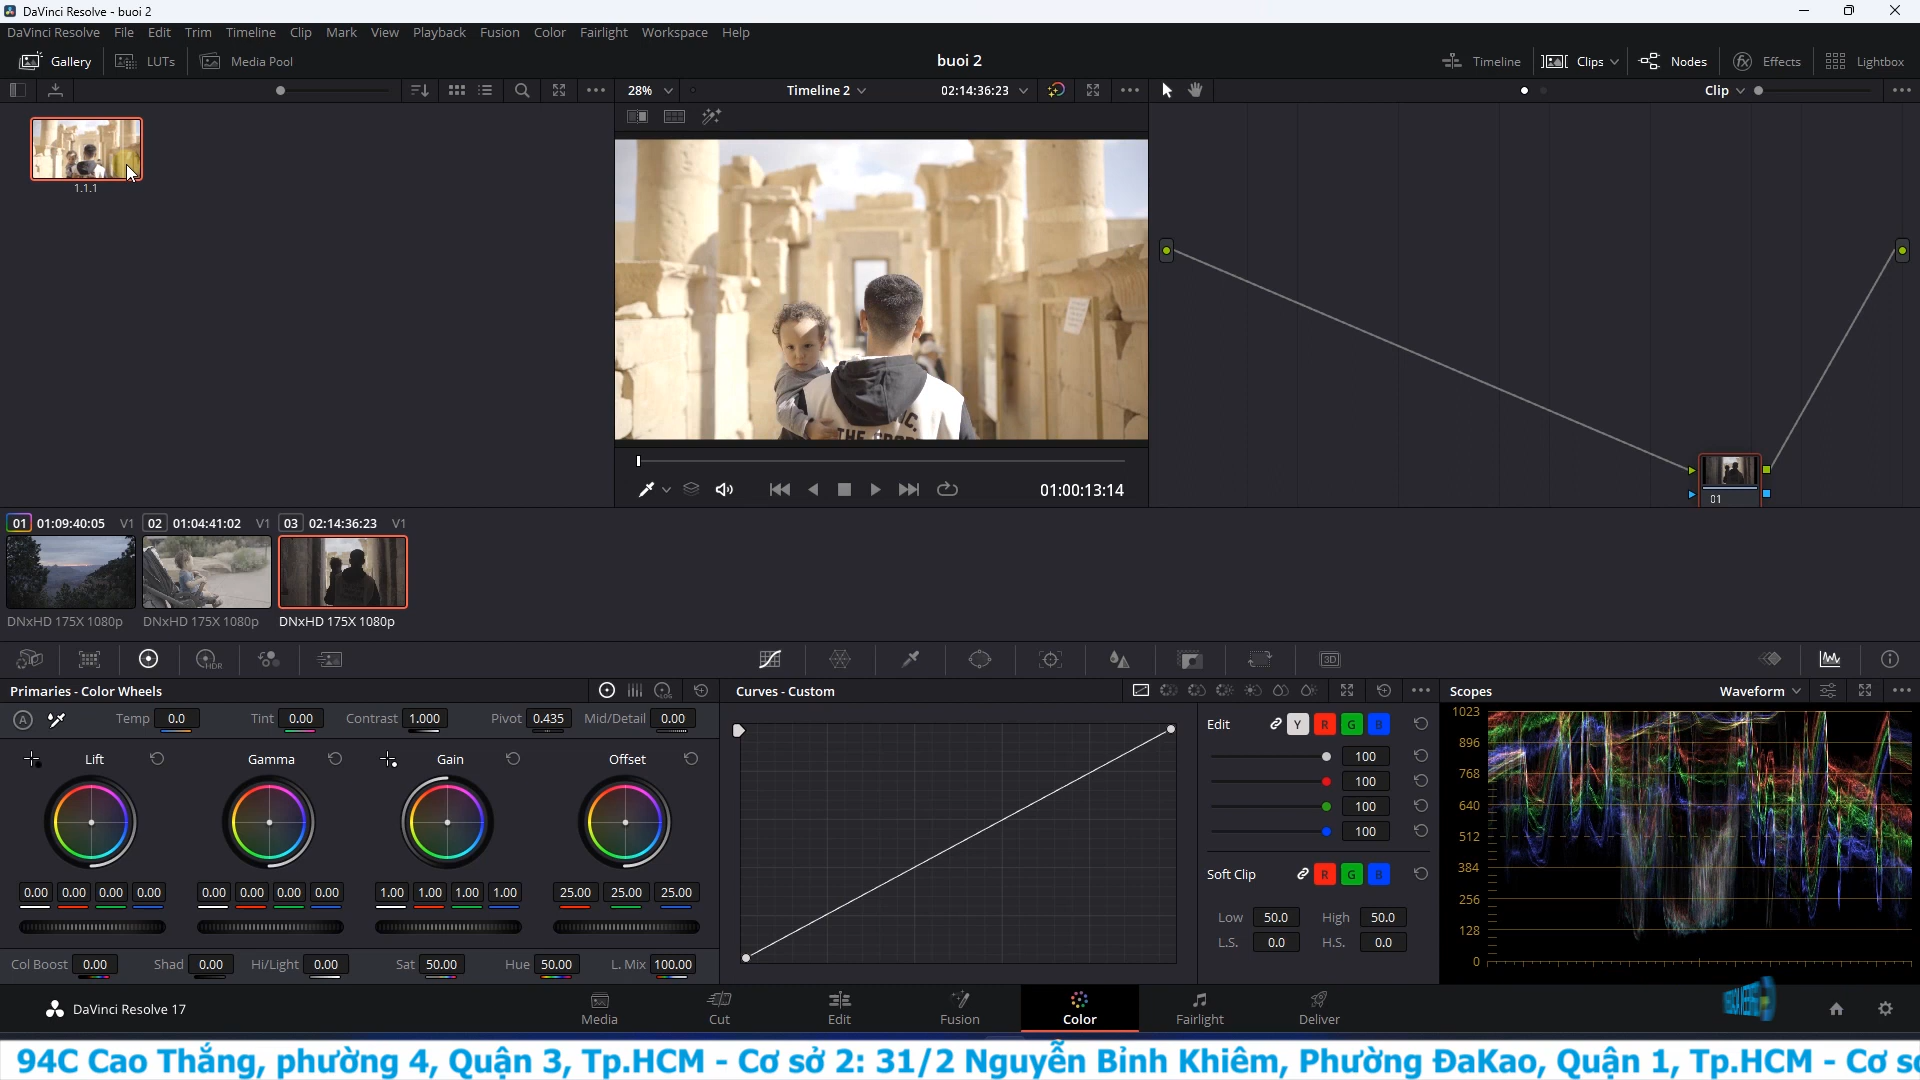 DaVinci Resolve - buoi 2
DaVinci Resolve File Edit Trim Timeline Clip Mark View Playback Fusion Color Fairlight Workspace Help
Gallery LUTs Media Pool buoi 2 Timeline Clips Nodes Effects Lightbox
28% Timeline 2 02:14:36:23 Clip
1.1.1
THE
01:00:13:14
01
01 01:09:40:05 V1 02 01:04:41:02 V1 03 02:14:36:23 V1
DNxHD 175X 1080p DNxHD 175X 1080p DNxHD 175X 1080p
HDR 3D
Primaries - Color Wheels LOG Curves - Custom Scopes Waveform
A Temp 0.0 Tint 0.00 Contrast 1.000 Pivot 0.435 Mid/Detail 0.00
Lift Gamma Gain Offset
0.00 0.00 0.00 0.00 0.00 0.00 0.00 0.00 1.00 1.00 1.00 1.00 25.00 25.00 25.00
Col Boost 0.00 Shad 0.00 Hi/Light 0.00 Sat 50.00 Hue 50.00 L. Mix 100.00
Edit Y R G B
100
100
100
100
Soft Clip R G B
Low 50.0 High 50.0
L.S. 0.0 H.S. 0.0
1023
896
768
640
512
384
256
128
0
DaVinci Resolve 17 Media Cut Edit Fusion Color Fairlight Deliver
94C Cao Thắng, phường 4, Quận 3, Tp.HCM - Cơ sở 2: 31/2 Nguyễn Bỉnh Khiêm, Phường ĐaKao, Quận 1, Tp.HCM - Cơ sở